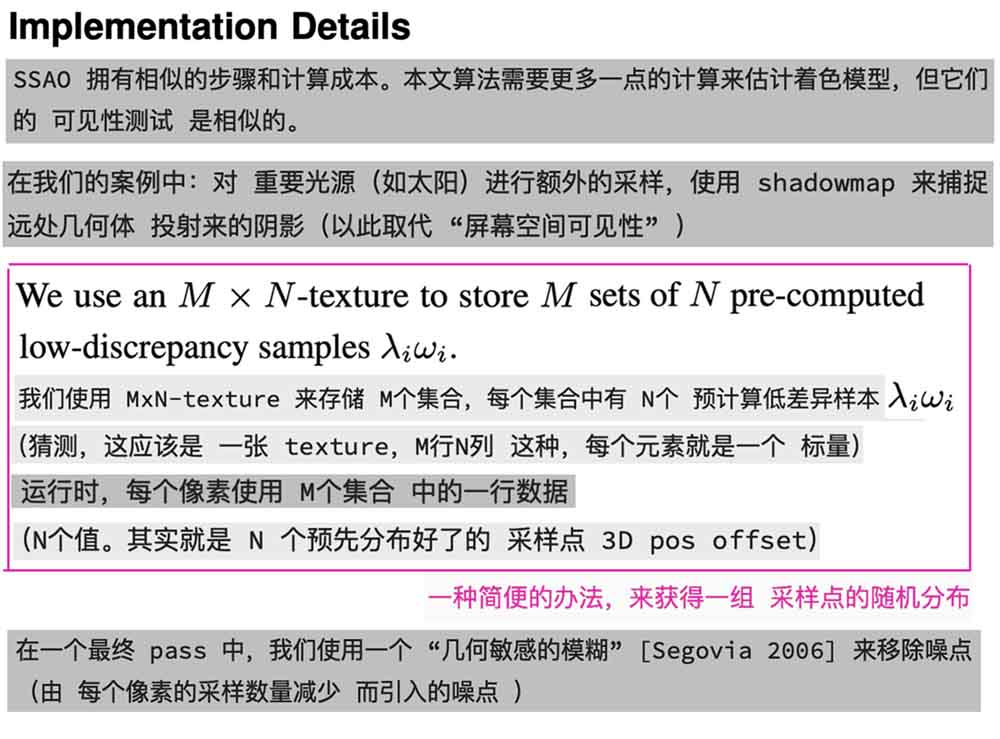 Implementation Details
SSAO 拥有相似的步骤和计算成本。本文算法需要更多一点的计算来估计着色模型，但它们
的 可见性测试 是相似的。
在我们的案例中：对 重要光源（如太阳）进行额外的采样，使用 shadowmap 来捕捉
远处几何体 投射来的阴影（以此取代 “屏幕空间可见性” ）
We use an M × N-texture to store M sets of N pre-computed
low-discrepancy samples λᵢωᵢ.
我们使用 MxN-texture 来存储 M个集合，每个集合中有 N个 预计算低差异样本 λᵢωᵢ
(猜测，这应该是 一张 texture，M行N列 这种，每个元素就是一个 标量)
运行时，每个像素使用 M个集合 中的一行数据
(N个值。其实就是 N 个预先分布好了的 采样点 3D pos offset)
一种简便的办法，来获得一组 采样点的随机分布
在一个最终 pass 中，我们使用一个 “几何敏感的模糊” [Segovia 2006] 来移除噪点
（由 每个像素的采样数量减少 而引入的噪点 ）